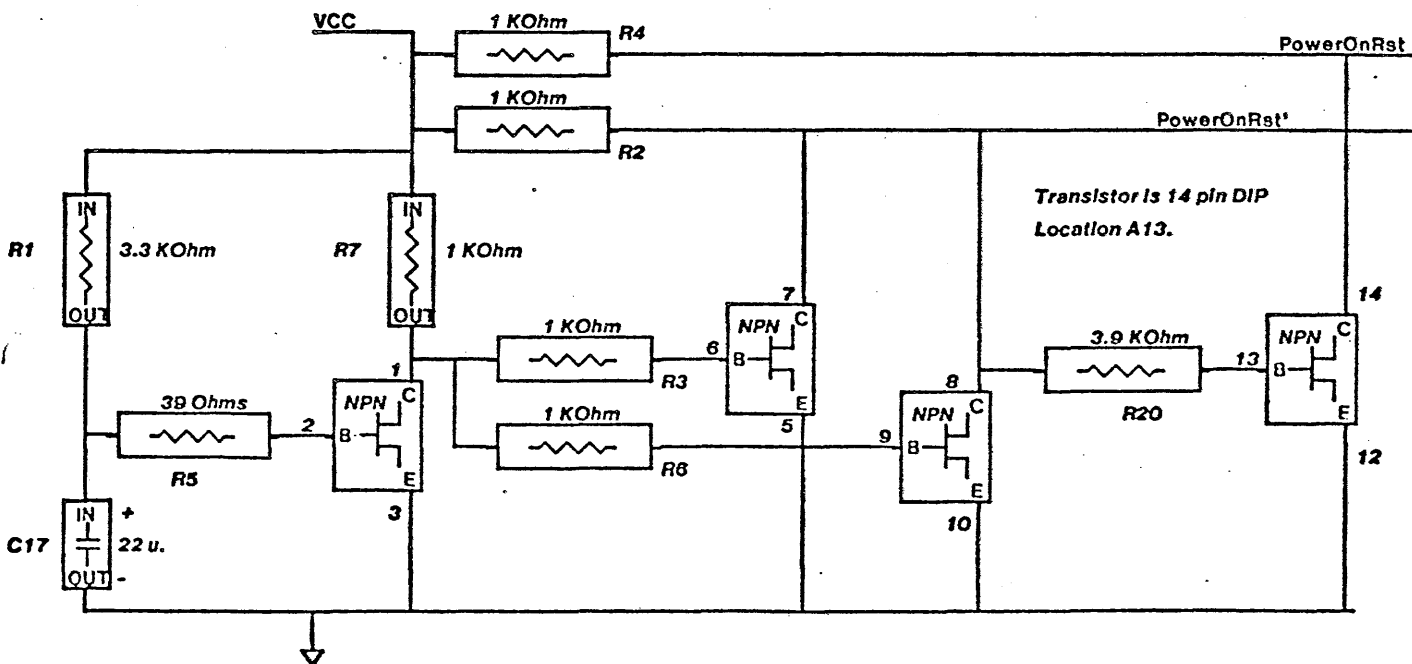 VCC
1 KOhm
R4
PowerOnRst
1 KOhm
R2
PowerOnRst'
Transistor is 14 pin DIP
Location A13.
IN
R1
3.3 KOhm
OUT
IN
R7
1 KOhm
OUT
1 KOhm
R3
1 KOhm
R6
39 Ohms
R5
1
2
NPN
C
B
E
3
6
7
NPN
C
B
E
5
9
8
NPN
C
B
E
10
3.9 KOhm
R20
13
14
NPN
C
B
E
12
C17
IN
+
22 u.
OUT
-